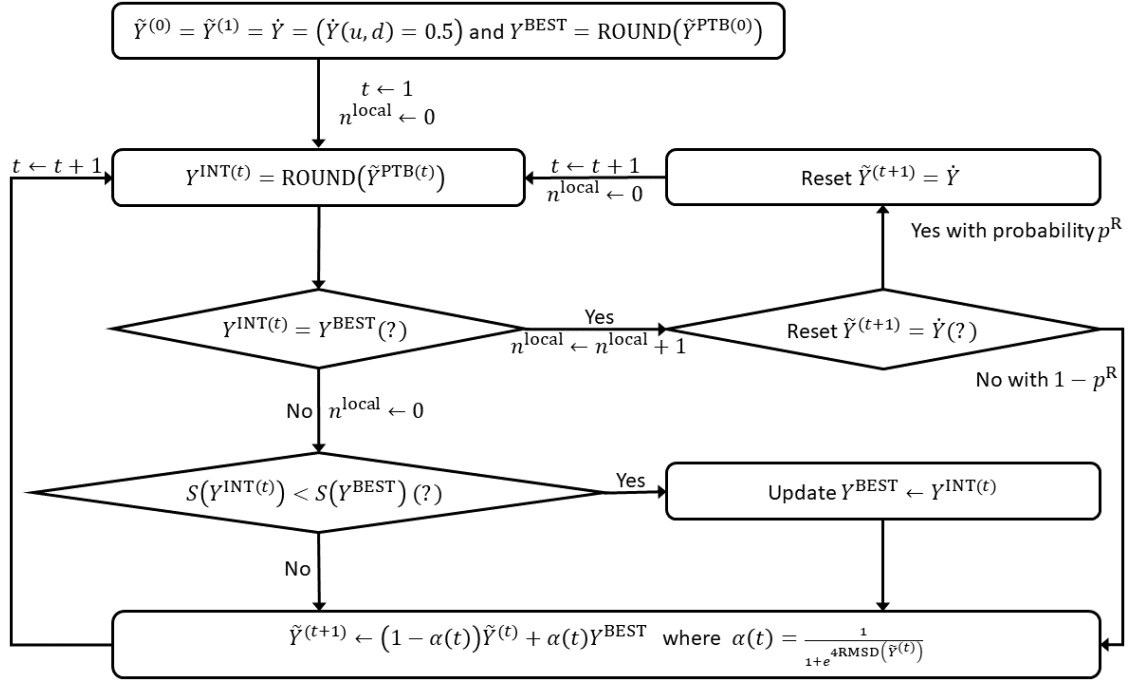 Ỹ⁽⁰⁾ = Ỹ⁽¹⁾ = Ẏ = (Ẏ(u, d) = 0.5) and Y^BEST = ROUND(Ỹ^PTB(0))
t ← 1
n^local ← 0
t ← t + 1
Y^INT(t) = ROUND(Ỹ^PTB(t))
t ← t + 1
n^local ← 0
Reset Ỹ^(t+1) = Ẏ
Yes with probability p^R
Y^INT(t) = Y^BEST(?)
Yes
n^local ← n^local + 1
Reset Ỹ^(t+1) = Ẏ(?)
No with 1 − p^R
No n^local ← 0
S(Y^INT(t)) < S(Y^BEST) (?)
Yes
Update Y^BEST ← Y^INT(t)
No
Ỹ^(t+1) ← (1 − α(t))Ỹ^(t) + α(t)Y^BEST where α(t) = 1/(1+e^(4RMSD(Ỹ^(t))))